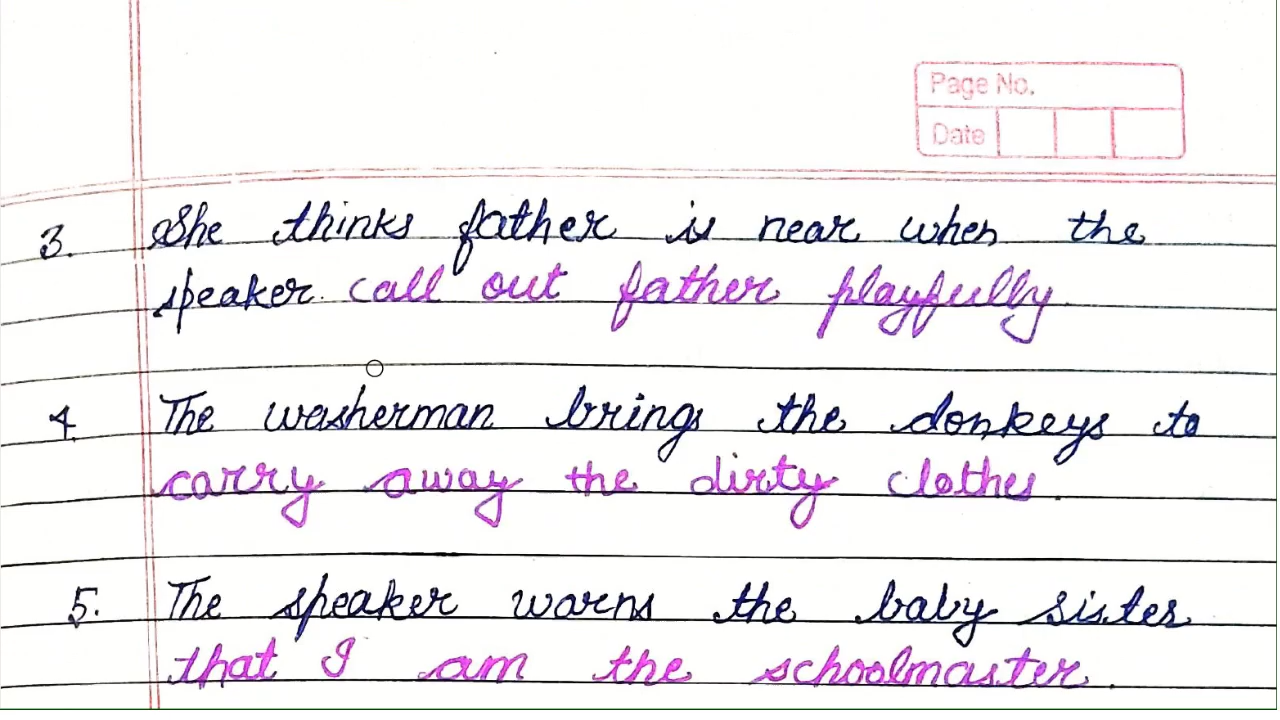 Page No.
Date
3. She thinks father is near when the
speaker. call out father playfully.
4. The washerman brings the donkeys to
carry away the dirty clothes.
5. The speaker warns the baby sister
that I am the schoolmaster.